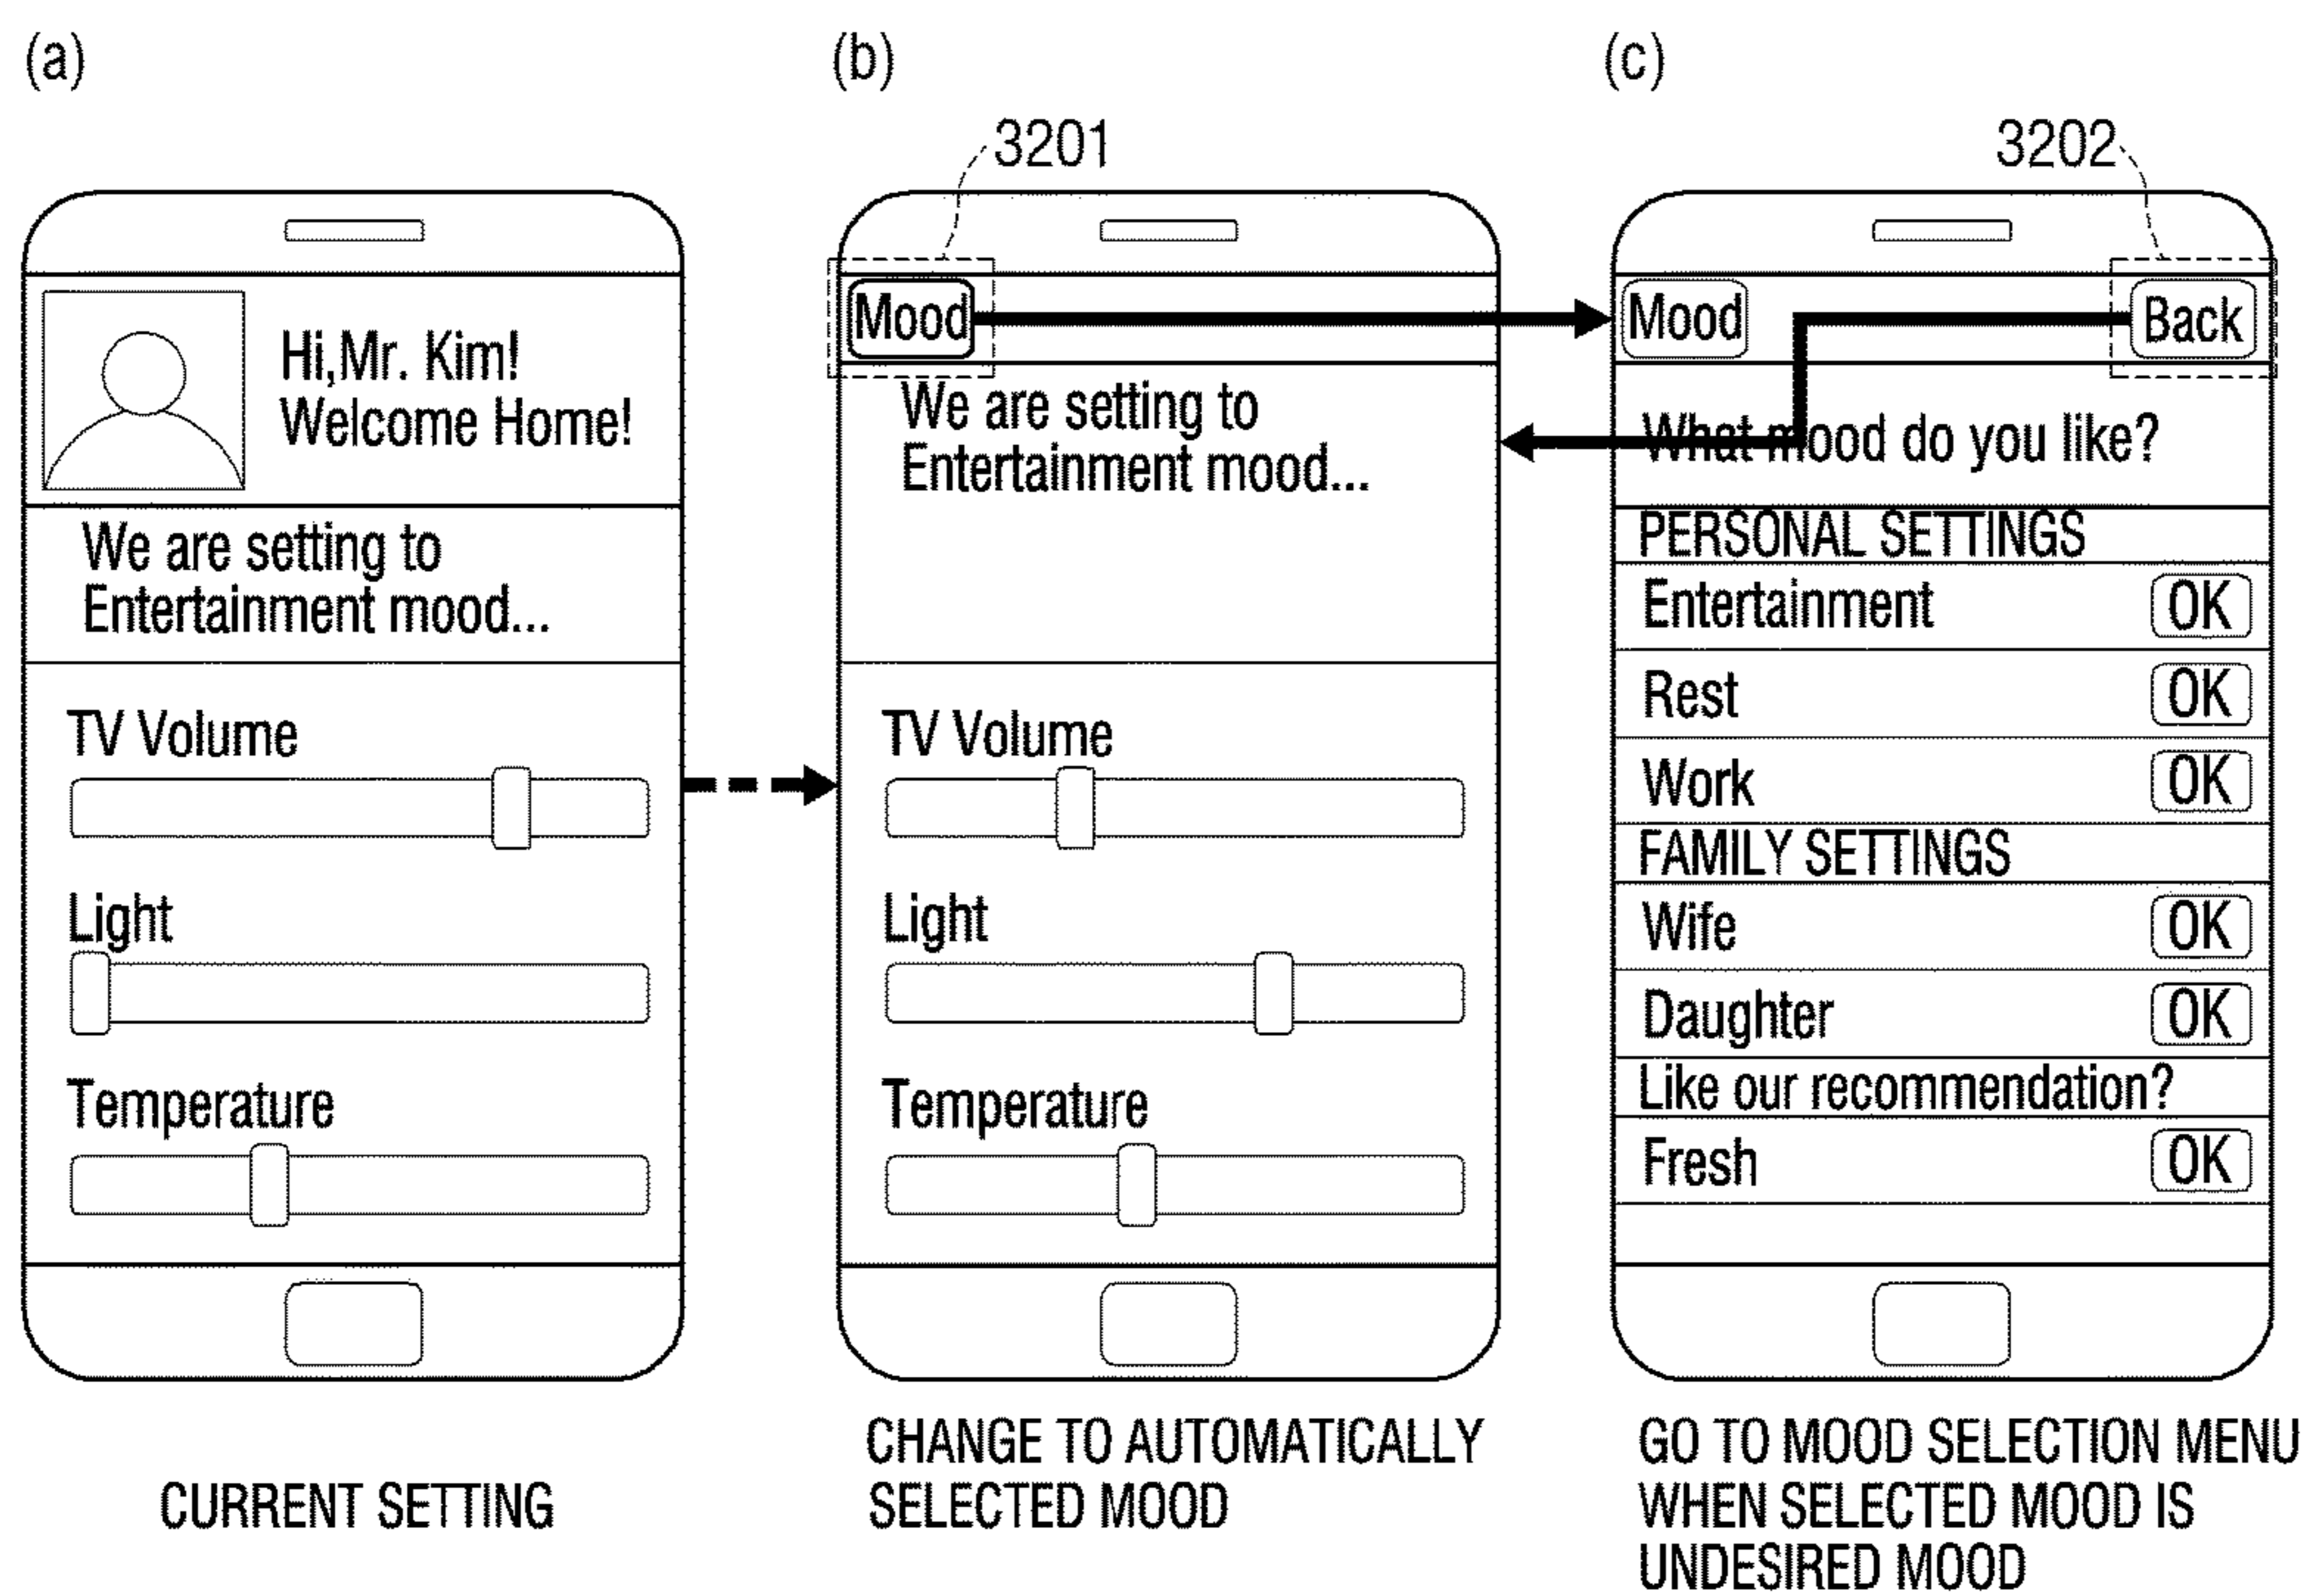 (a)
Hi,Mr. Kim!
Welcome Home!
We are setting to
Entertainment mood...
TV Volume
Light
Temperature
CURRENT SETTING
(b)
3201
Mood
We are setting to
Entertainment mood...
TV Volume
Light
Temperature
CHANGE TO AUTOMATICALLY
SELECTED MOOD
(c)
3202
Mood Back
What mood do you like?
PERSONAL SETTINGS
Entertainment OK
Rest OK
Work OK
FAMILY SETTINGS
Wife OK
Daughter OK
Like our recommendation?
Fresh OK
GO TO MOOD SELECTION MENU
WHEN SELECTED MOOD IS
UNDESIRED MOOD